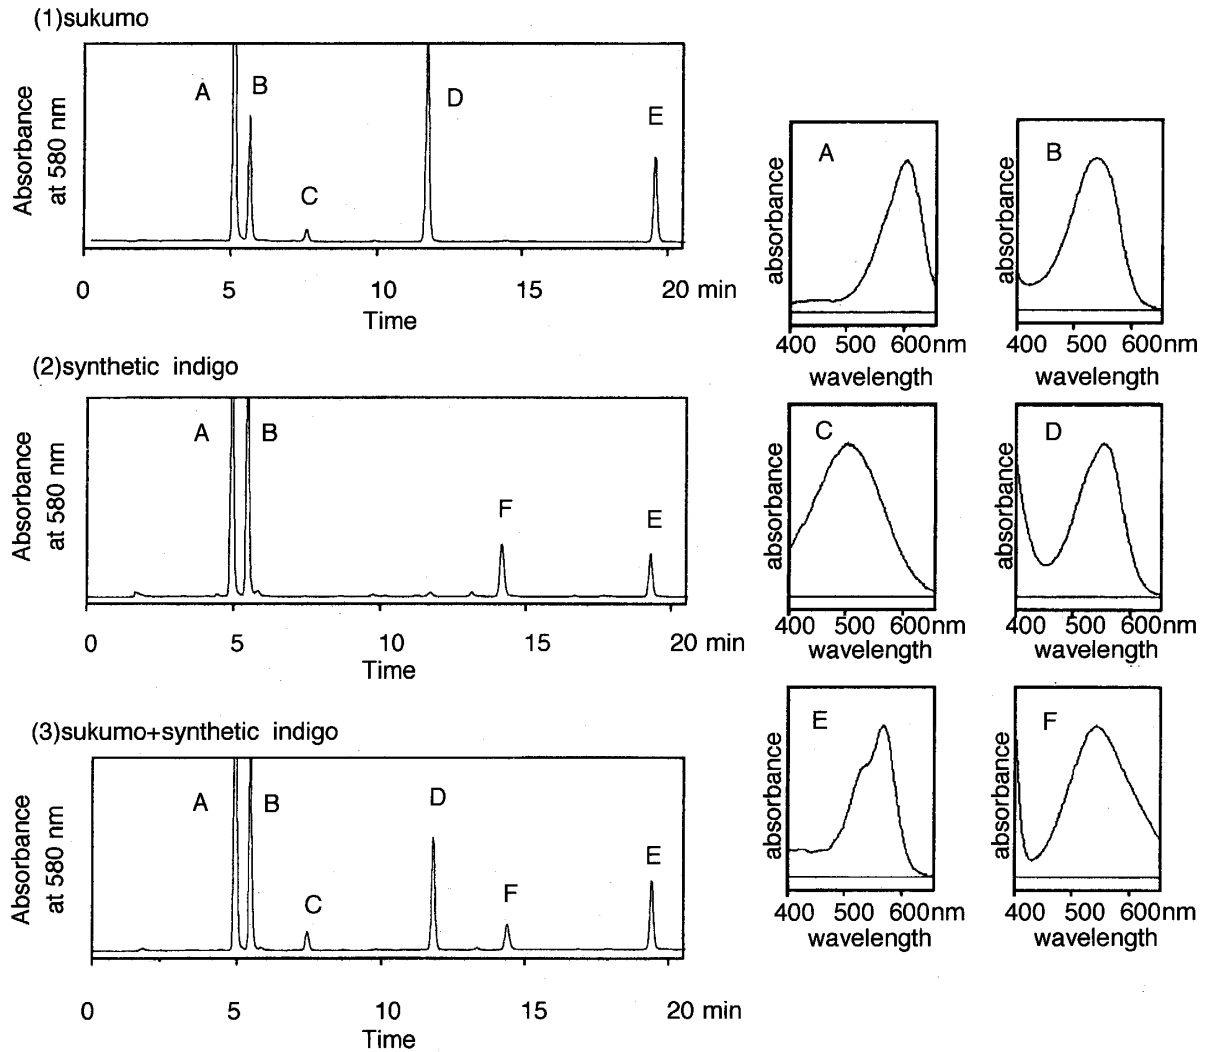 (1)sukumo
Absorbance
at 580 nm
A
B
C
D
E
0 5 10 15 20 min
Time
(2)synthetic indigo
Absorbance
at 580 nm
A
B
F
E
0 5 10 15 20 min
Time
(3)sukumo+synthetic indigo
Absorbance
at 580 nm
A
B
C
D
F
E
0 5 10 15 20 min
Time
A
absorbance
400 500 600nm
wavelength
B
absorbance
400 500 600nm
wavelength
C
absorbance
400 500 600nm
wavelength
D
absorbance
400 500 600nm
wavelength
E
absorbance
400 500 600nm
wavelength
F
absorbance
400 500 600nm
wavelength